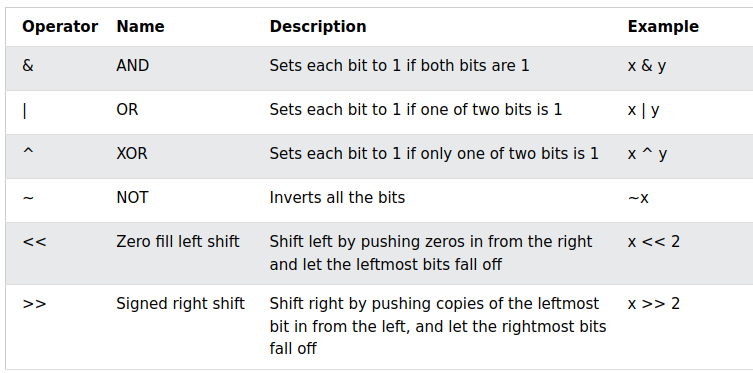 Operator Name Description Example
& AND Sets each bit to 1 if both bits are 1 x & y
| OR Sets each bit to 1 if one of two bits is 1 x | y
^ XOR Sets each bit to 1 if only one of two bits is 1 x ^ y
~ NOT Inverts all the bits ~x
<< Zero fill left shift Shift left by pushing zeros in from the right x << 2
and let the leftmost bits fall off
>> Signed right shift Shift right by pushing copies of the leftmost x >> 2
bit in from the left, and let the rightmost bits
fall off